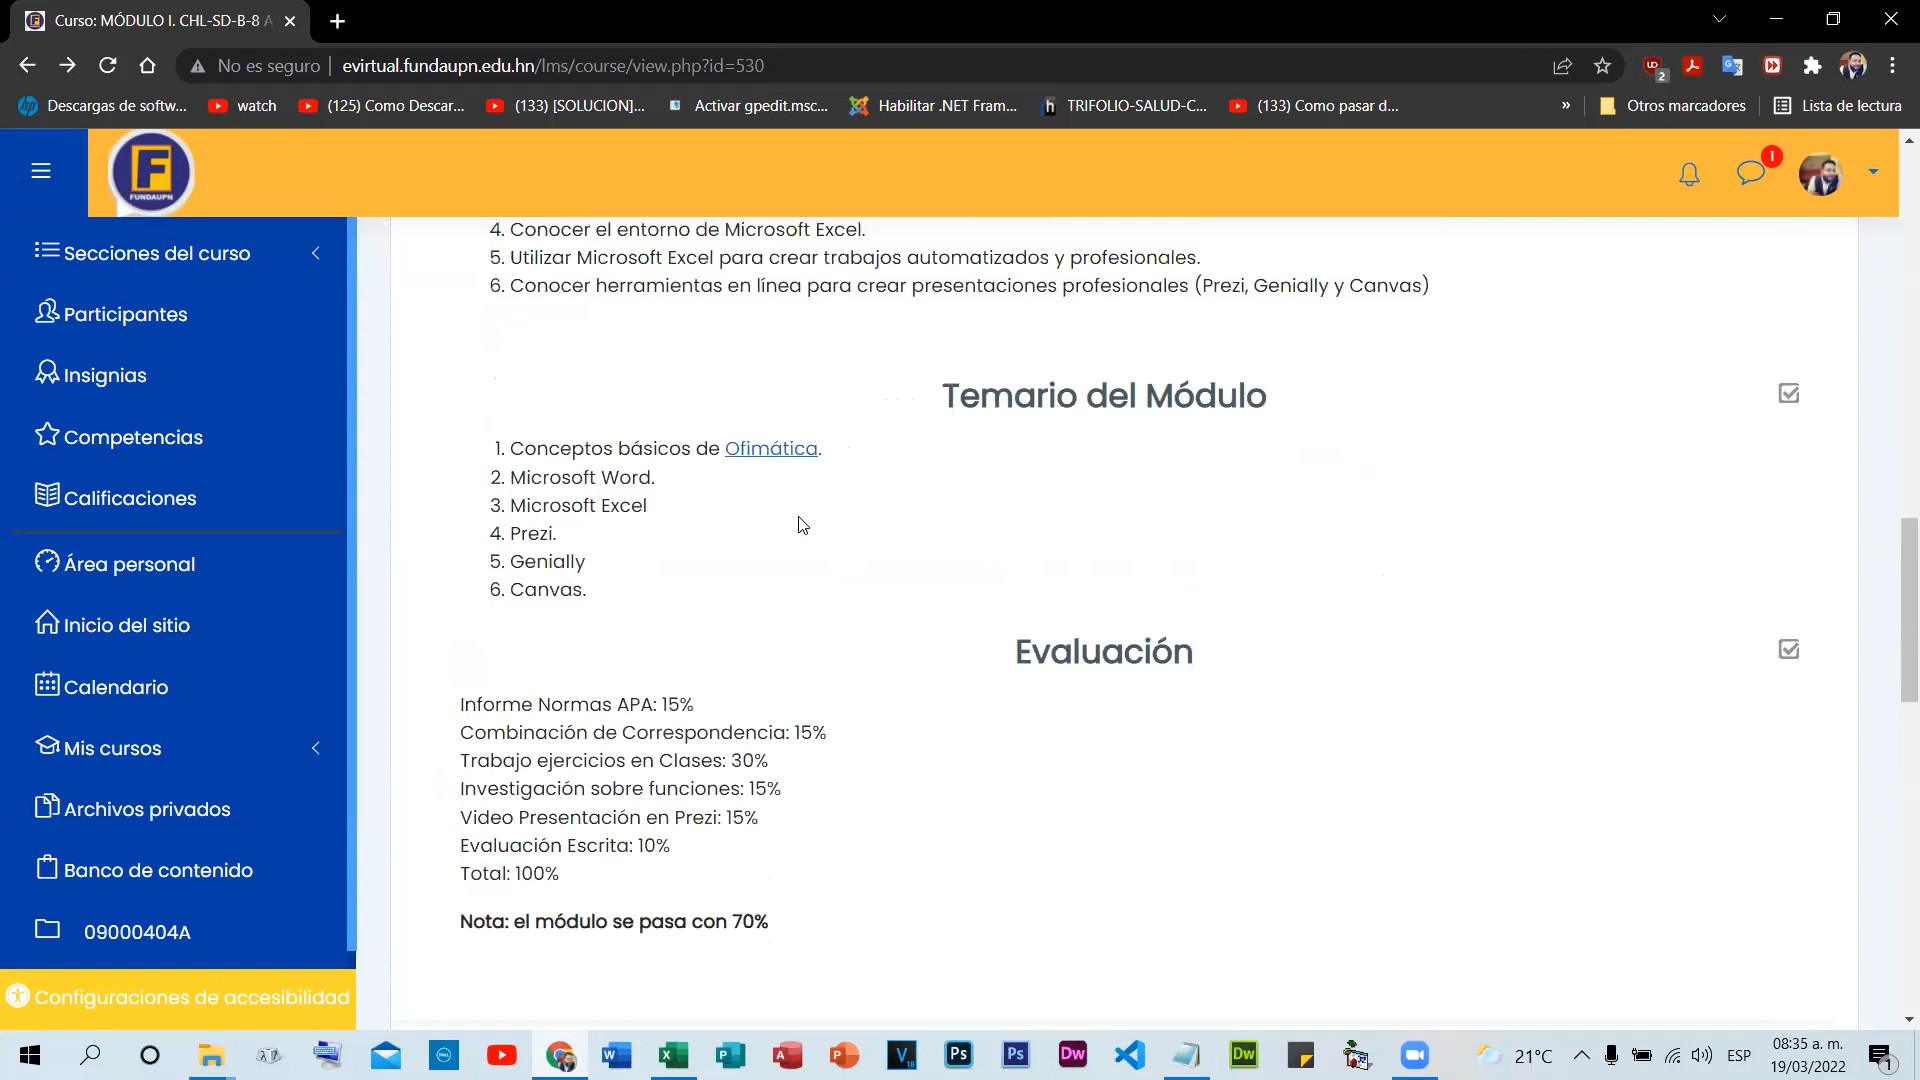 Curso: MÓDULO I. CHL-SD-B-8 A
No es seguro
evirtual.fundaupn.edu.hn/lms/course/view.php?id=530
2
Descargas de softw...
watch
(125) Como Descar...
(133) [SOLUCION]...
Activar gpedit.msc...
Habilitar .NET Fram...
TRIFOLIO-SALUD-C...
(133) Como pasar d...
»
Otros marcadores
Lista de lectura
F
FUNDAUPN
1
Secciones del curso
Participantes
Insignias
Competencias
Calificaciones
Área personal
Inicio del sitio
Calendario
Mis cursos
Archivos privados
Banco de contenido
09000404A
Configuraciones de accesibilidad
4. Conocer el entorno de Microsoft Excel.
5. Utilizar Microsoft Excel para crear trabajos automatizados y profesionales.
6. Conocer herramientas en línea para crear presentaciones profesionales (Prezi, Genially y Canvas)
Temario del Módulo
1. Conceptos básicos de Ofimática.
2. Microsoft Word.
3. Microsoft Excel
4. Prezi.
5. Genially
6. Canvas.
Evaluación
Informe Normas APA: 15%
Combinación de Correspondencia: 15%
Trabajo ejercicios en Clases: 30%
Investigación sobre funciones: 15%
Video Presentación en Prezi: 15%
Evaluación Escrita: 10%
Total: 100%
Nota: el módulo se pasa con 70%
21°C
ESP
08:35 a. m.
19/03/2022
1